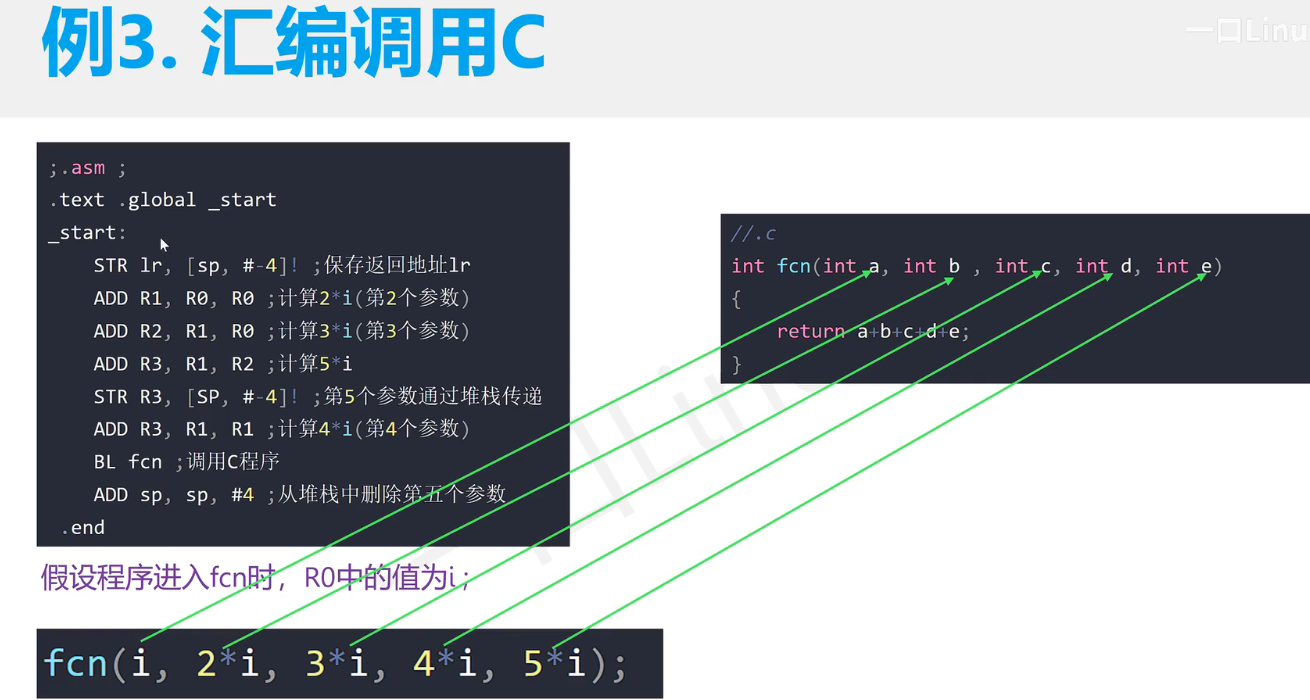 例3. 汇编调用C
一口Linu
;.asm ;
.text .global _start
_start:
STR lr, [sp, #-4]! ;保存返回地址lr
ADD R1, R0, R0 ;计算2*i(第2个参数)
ADD R2, R1, R0 ;计算3*i(第3个参数)
ADD R3, R1, R2 ;计算5*i
STR R3, [SP, #-4]! ;第5个参数通过堆栈传递
ADD R3, R1, R1 ;计算4*i(第4个参数)
BL fcn ;调用C程序
ADD sp, sp, #4 ;从堆栈中删除第五个参数
.end
//.c
int fcn(int a, int b , int c, int d, int e)
{
return a+b+c+d+e;
}
假设程序进入fcn时，R0中的值为i ;
fcn(i, 2*i, 3*i, 4*i, 5*i);